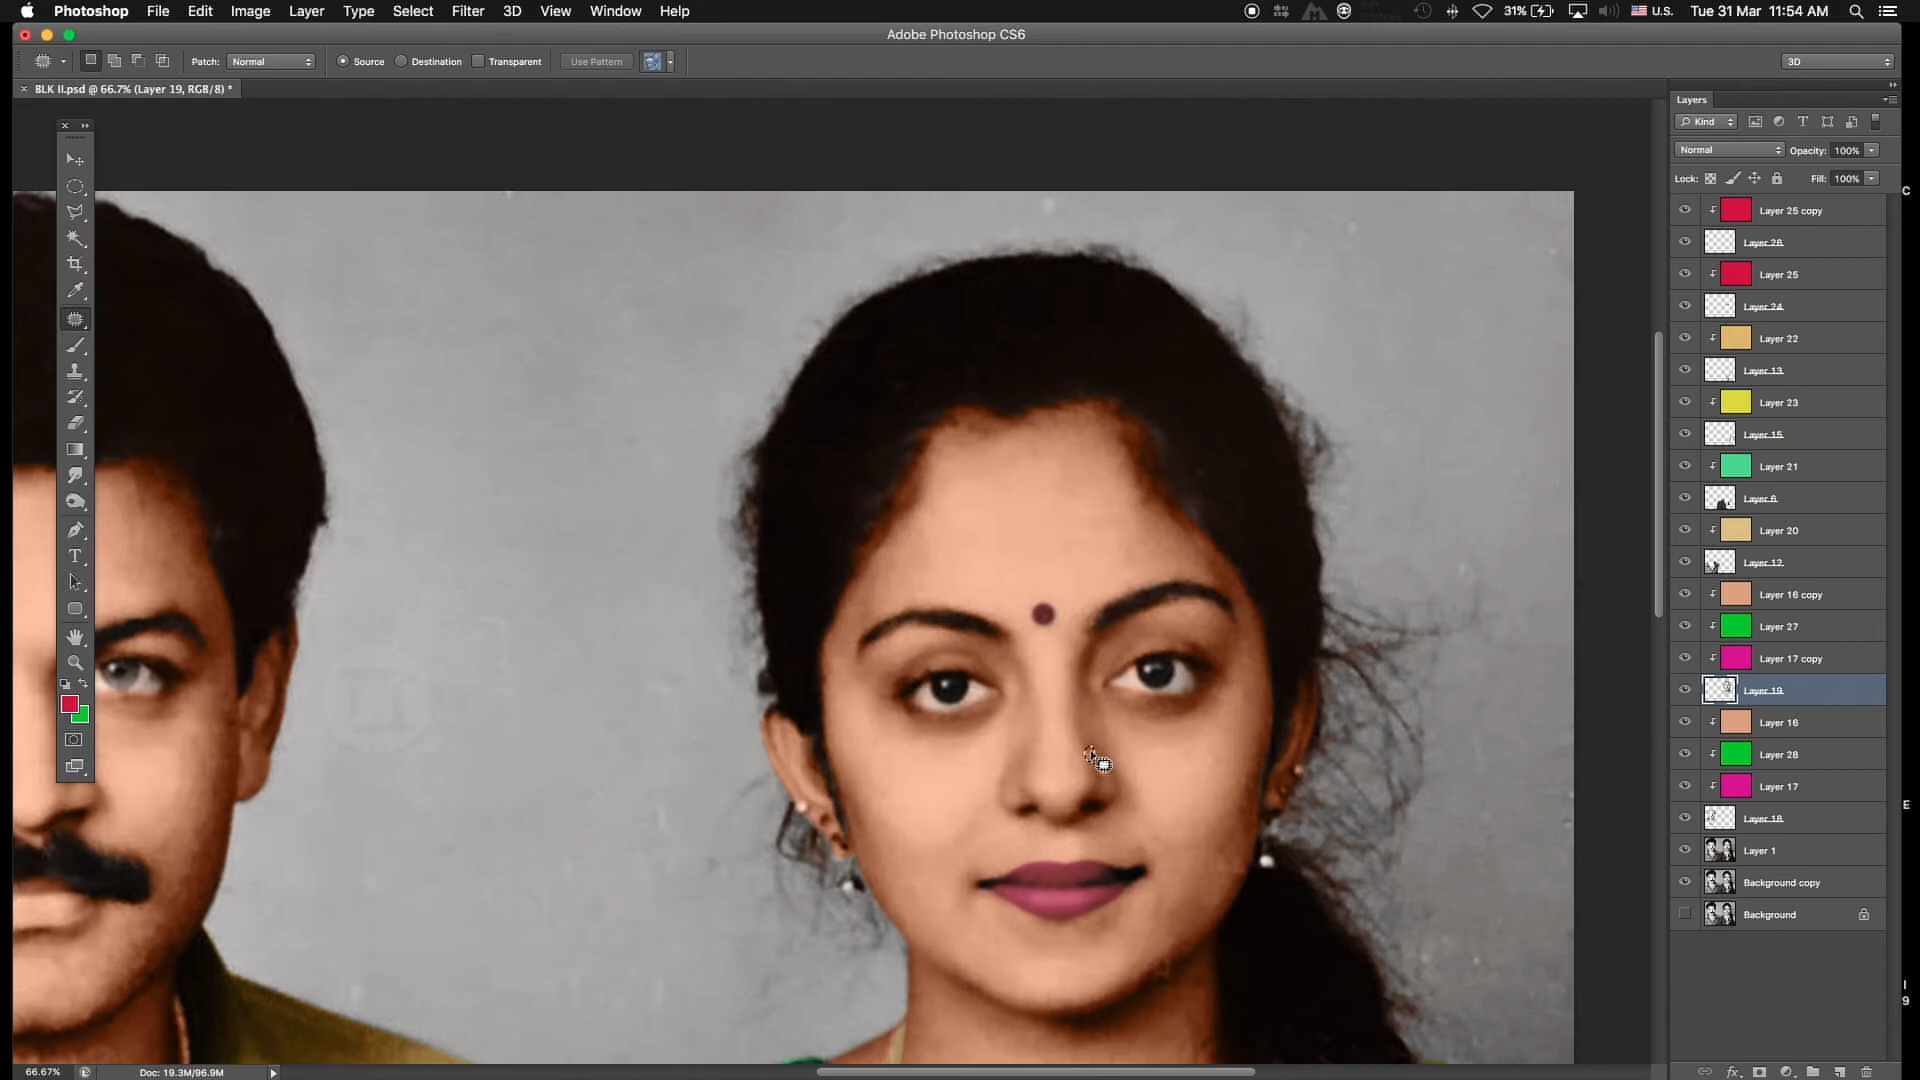 Photoshop File Edit Image Layer Type Select Filter 3D View Window Help 31% U.S. Tue 31 Mar 11:54 AM
Adobe Photoshop CS6
Patch: Normal Source Destination Transparent Use Pattern 3D
× BLK II.psd @ 66.7% (Layer 19, RGB/8) *
Layers
Kind
Normal Opacity: 100%
Lock: Fill: 100%
Layer 25 copy
Layer 26
Layer 25
Layer 24
Layer 22
Layer 13
Layer 23
Layer 15
Layer 21
Layer 6
Layer 20
Layer 12
Layer 16 copy
Layer 27
Layer 17 copy
Layer 19
Layer 16
Layer 28
Layer 17
Layer 18
Layer 1
Background copy
Background
C
E
I
9
66.67% Doc: 19.3M/96.9M